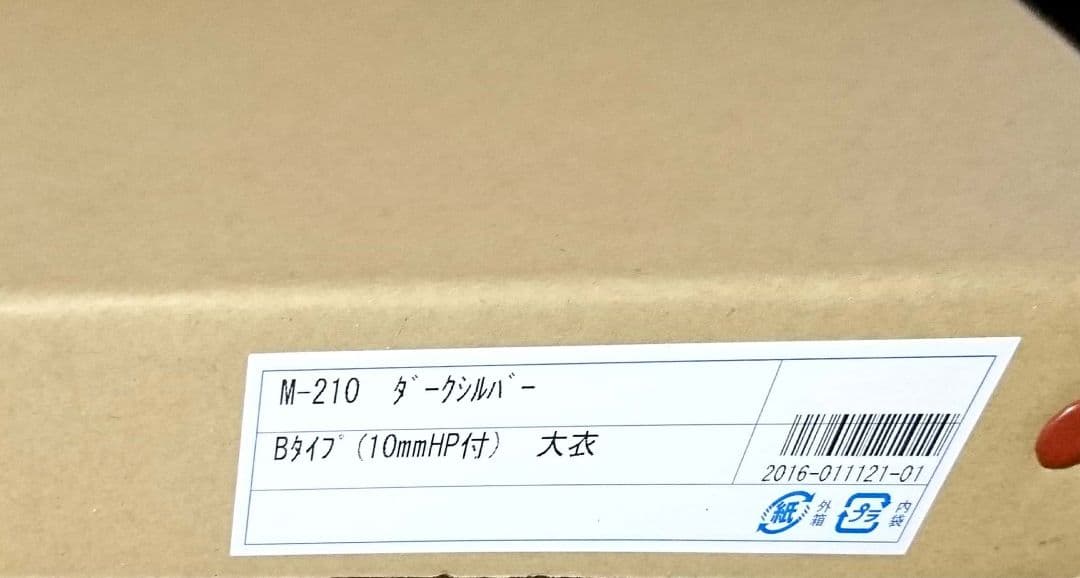 M-210 ﾀﾞｰｸｼﾙﾊﾞｰ
Bﾀｲﾌﾟ(10mmHP付) 大衣
2016-011121-01
紙 外箱 プラ 内袋